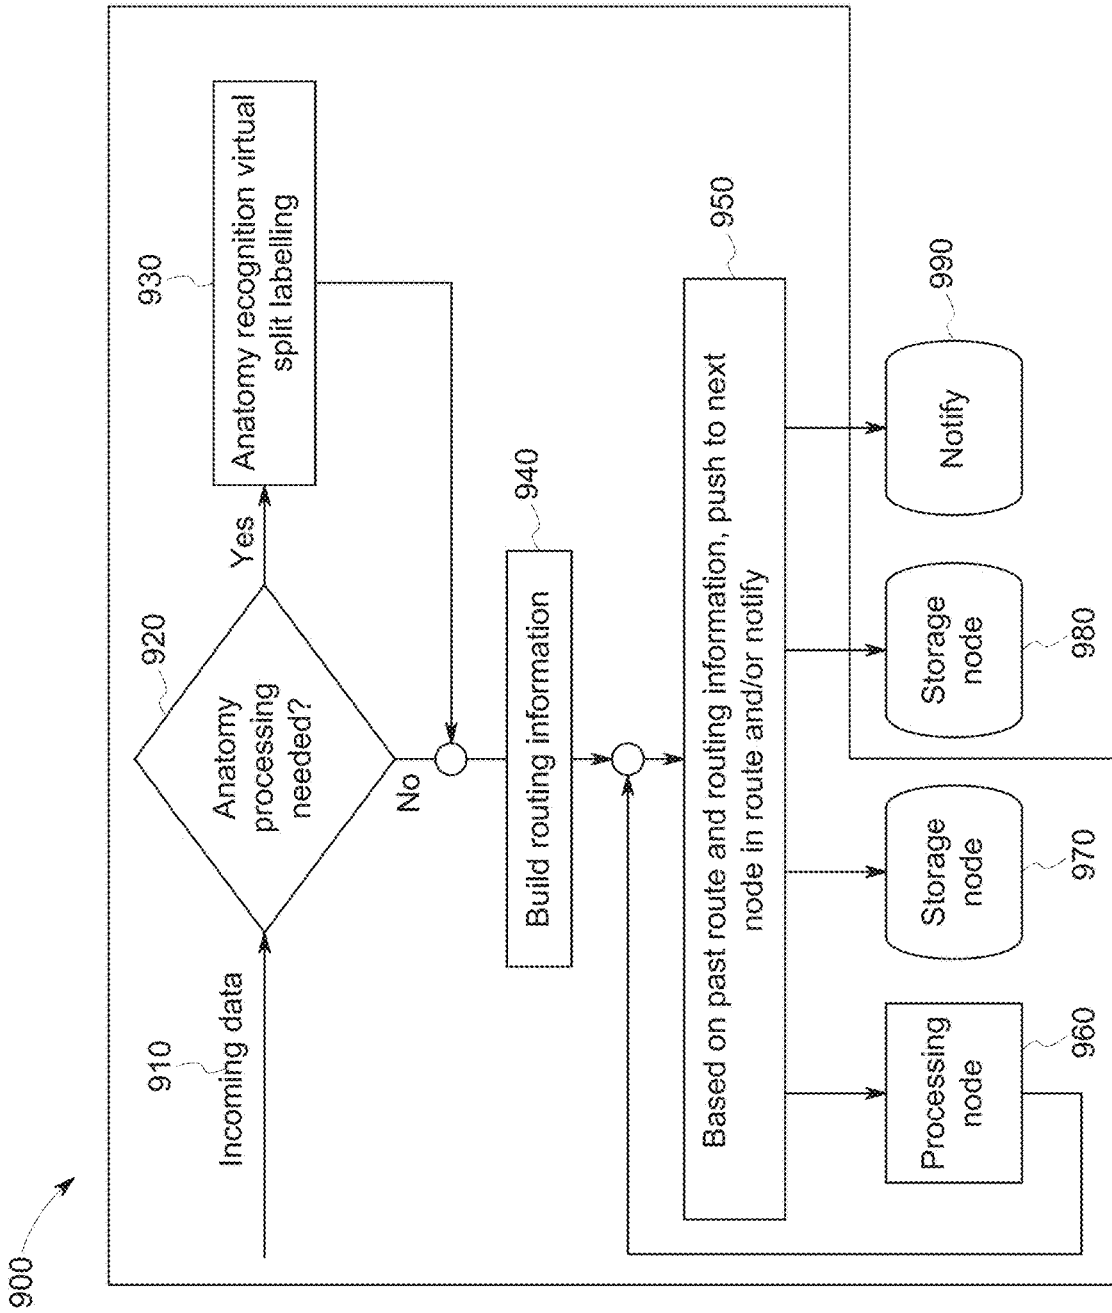 900
910
Incoming data
920
Anatomy
processing
needed?
Yes
No
930
Anatomy recognition virtual
split labelling
940
Build routing information
950
Based on past route and routing information, push to next
node in route and/or notify
Processing
node
960
Storage
node
970
Storage
node
980
Notify
990